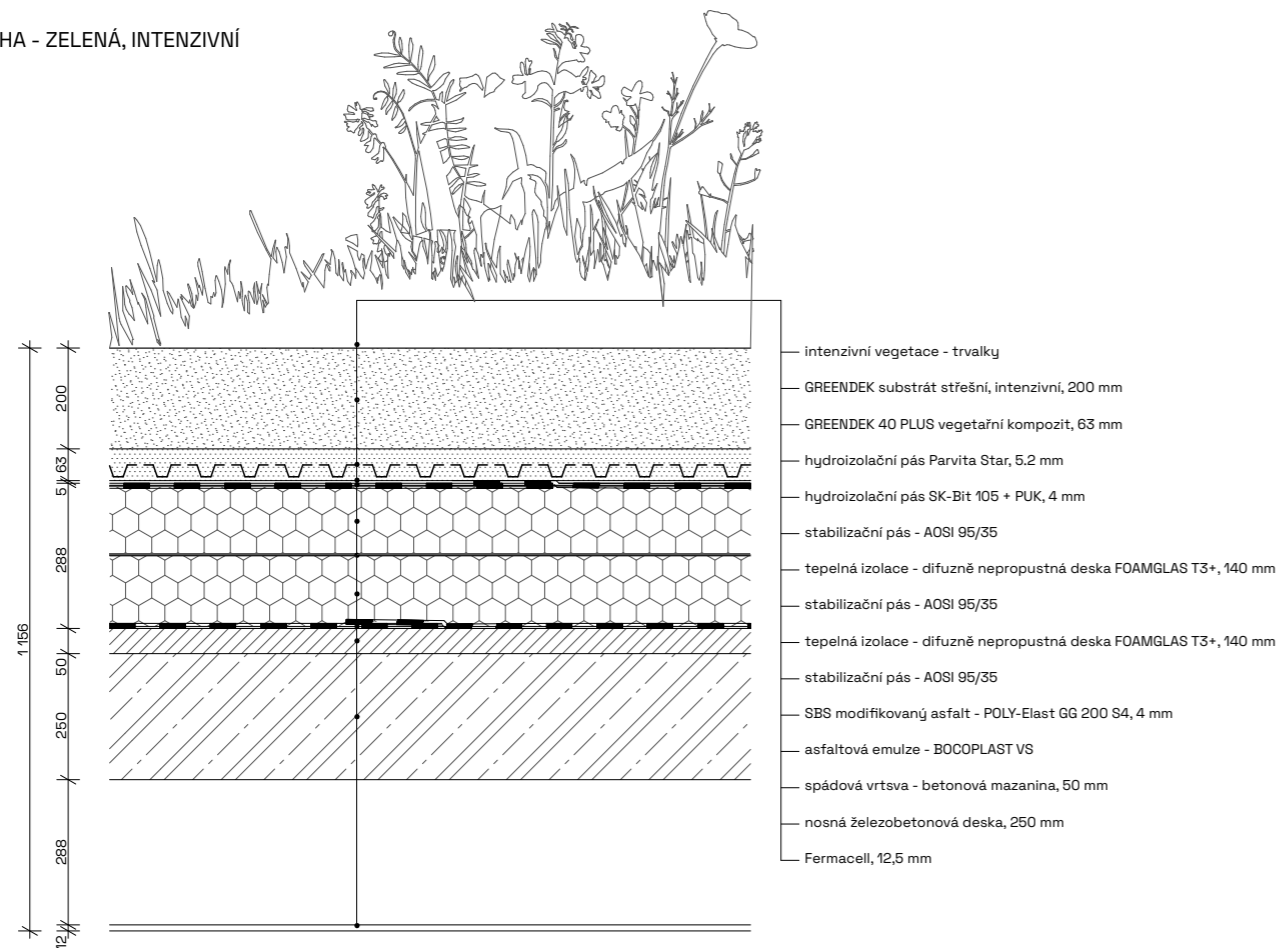 HA - ZELENÁ, INTENZIVNÍ
intenzivní vegetace - trvalky
GREENDEK substrát střešní, intenzivní, 200 mm
GREENDEK 40 PLUS vegetařní kompozit, 63 mm
hydroizolační pás Parvita Star, 5.2 mm
hydroizolační pás SK-Bit 105 + PUK, 4 mm
stabilizační pás - AOSI 95/35
tepelná izolace - difuzně nepropustná deska FOAMGLAS T3+, 140 mm
stabilizační pás - AOSI 95/35
tepelná izolace - difuzně nepropustná deska FOAMGLAS T3+, 140 mm
stabilizační pás - AOSI 95/35
SBS modifikovaný asfalt - POLY-Elast GG 200 S4, 4 mm
asfaltová emulze - BOCOPLAST VS
spádová vrtsva - betonová mazanina, 50 mm
nosná železobetonová deska, 250 mm
Fermacell, 12,5 mm
1 156
200
63
5
288
50
250
288
12